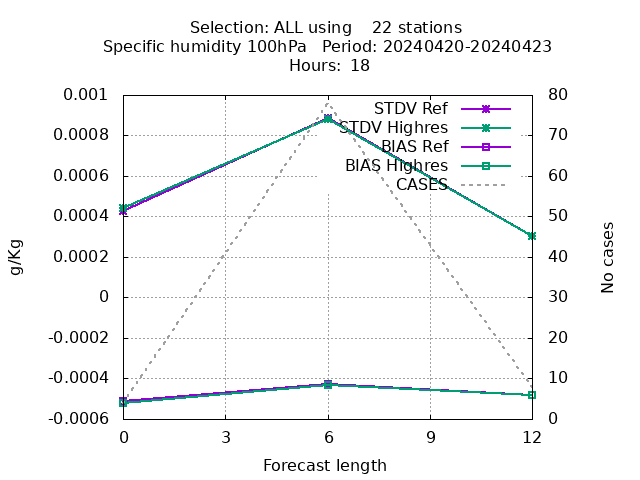 Selection: ALL using    22 stations
Specific humidity 100hPa   Period: 20240420-20240423
Hours: 18
STDV Ref
STDV Highres
BIAS Ref
BIAS Highres
CASES
0.001
0.0008
0.0006
0.0004
0.0002
0
-0.0002
-0.0004
-0.0006
g/Kg
80
70
60
50
40
30
20
10
0
No cases
0 3 6 9 12
Forecast length